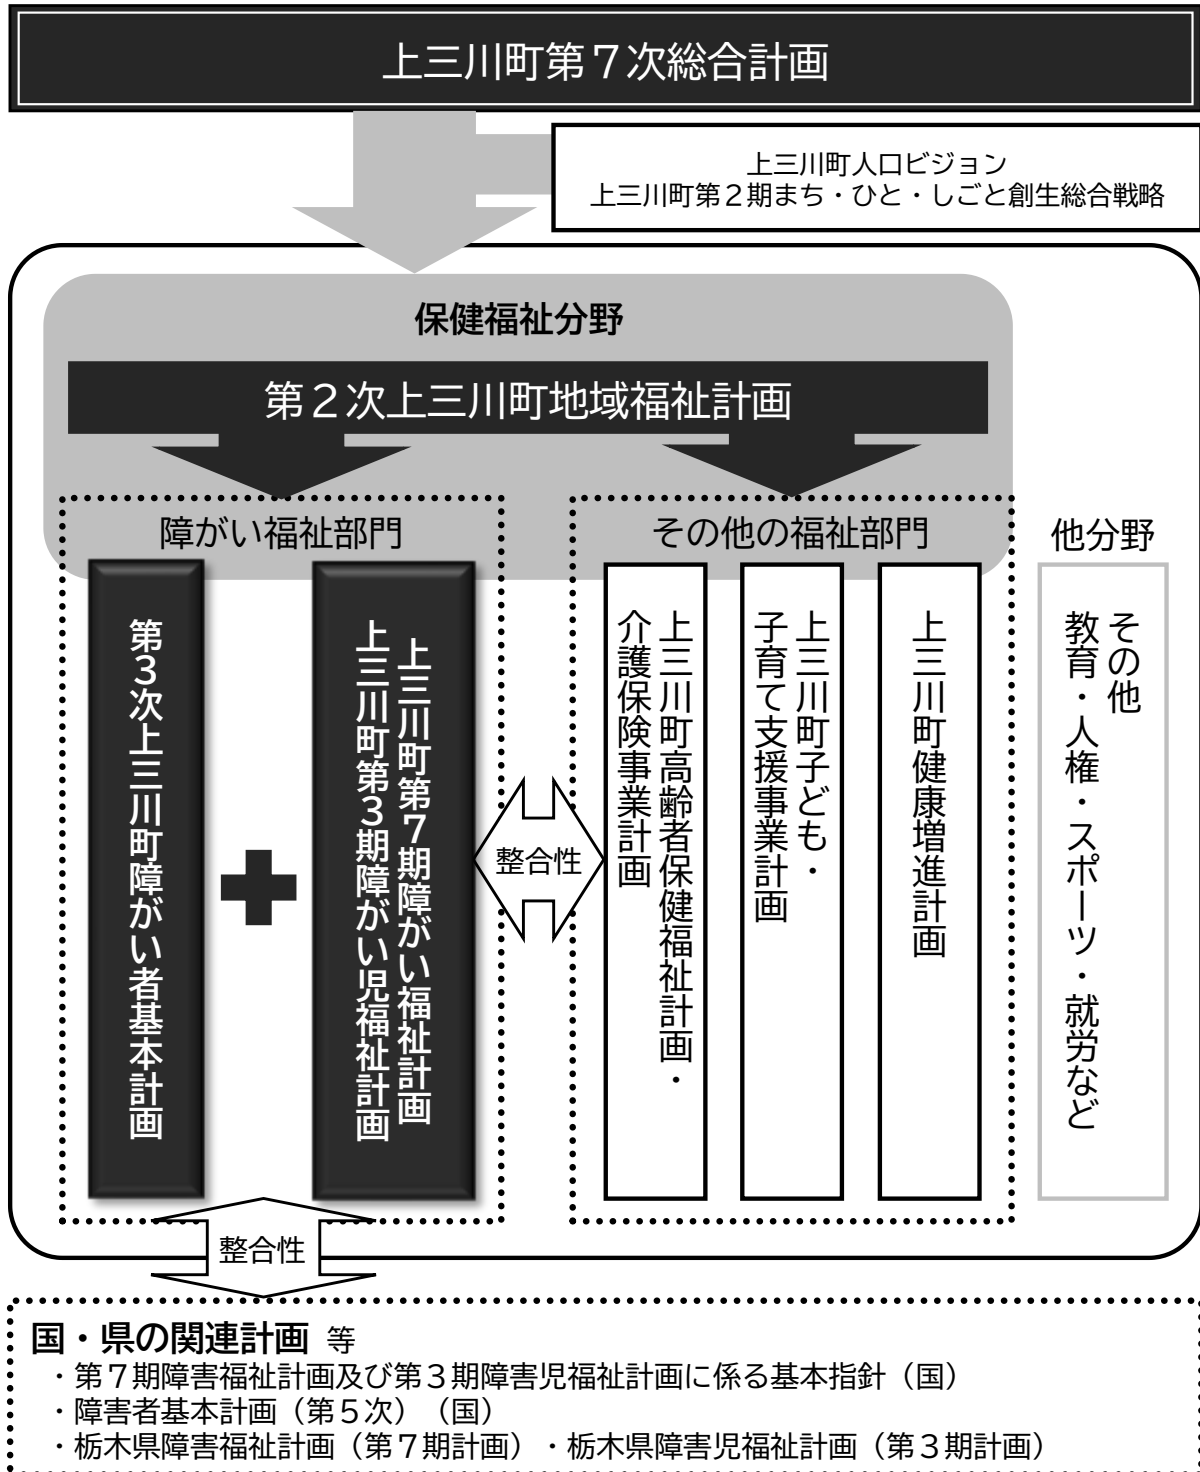 上三川町第７次総合計画
上三川町人口ビジョン
上三川町第２期まち・ひと・しごと創生総合戦略
保健福祉分野
第２次上三川町地域福祉計画
障がい福祉部門
第３次上三川町障がい者基本計画
上三川町第７期障がい福祉計画
上三川町第３期障がい児福祉計画
整合性
その他の福祉部門
上三川町高齢者保健福祉計画・
介護保険事業計画
上三川町子ども・
子育て支援事業計画
上三川町健康増進計画
他分野
その他
教育・人権・スポーツ・就労など
整合性
国・県の関連計画 等
・第７期障害福祉計画及び第３期障害児福祉計画に係る基本指針（国）
・障害者基本計画（第５次）（国）
・栃木県障害福祉計画（第７期計画）・栃木県障害児福祉計画（第３期計画）